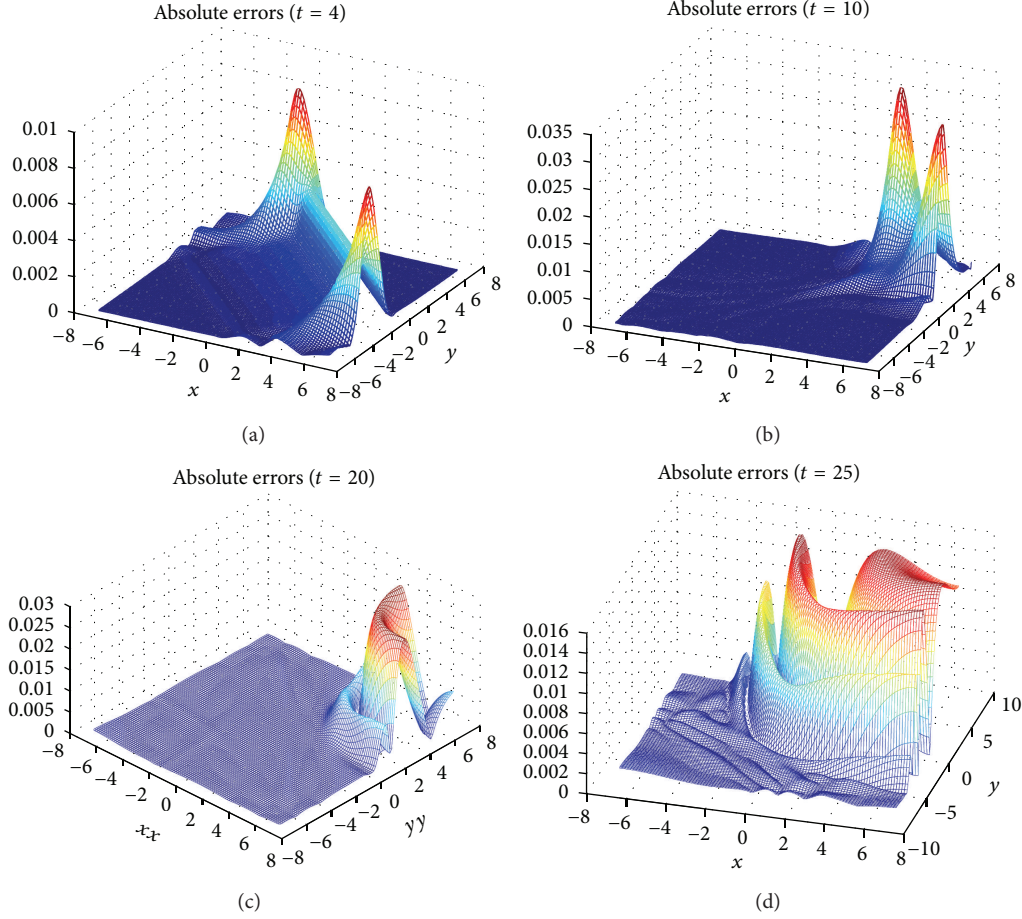 Absolute errors (t = 4)
0.01
0.008
0.006
0.004
0.002
0
−8 −6 −4 −2 0 2 4 6 8
x
−8 −6 −4 −2 0 2 4 6 8
y
(a)
Absolute errors (t = 10)
0.035
0.03
0.025
0.02
0.015
0.01
0.005
0
−8 −6 −4 −2 0 2 4 6 8
x
−8 −6 −4 −2 0 2 4 6 8
y
(b)
Absolute errors (t = 20)
0.03
0.025
0.02
0.015
0.01
0.005
0
−8 −6 −4 −2 0 2 4 6 8
xx
−8 −6 −4 −2 0 2 4 6 8
yy
(c)
Absolute errors (t = 25)
0.016
0.014
0.012
0.01
0.008
0.006
0.004
0.002
0
−8 −6 −4 −2 0 2 4 6 8
x
−10 −5 0 5 10
y
(d)